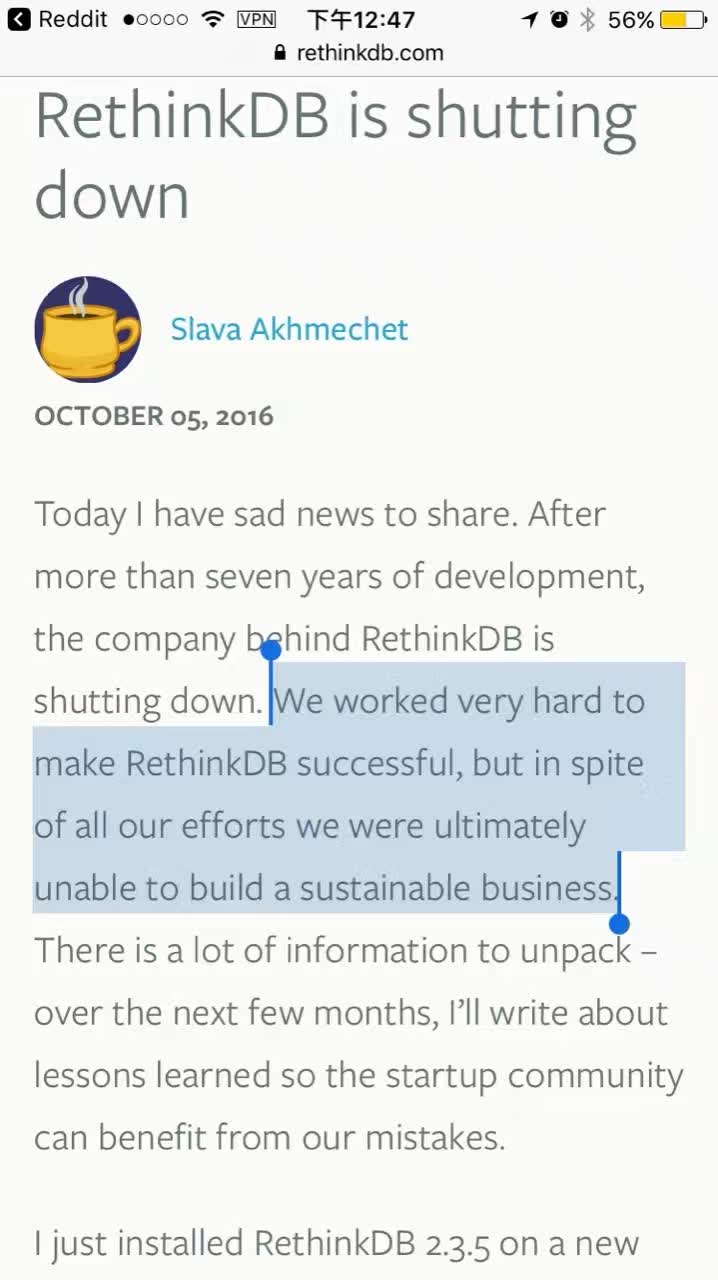 Reddit VPN 下午12:47 56%
rethinkdb.com
RethinkDB is shutting
down
Slava Akhmechet
OCTOBER 05, 2016
Today I have sad news to share. After
more than seven years of development,
the company behind RethinkDB is
shutting down. We worked very hard to
make RethinkDB successful, but in spite
of all our efforts we were ultimately
unable to build a sustainable business.
There is a lot of information to unpack –
over the next few months, I’ll write about
lessons learned so the startup community
can benefit from our mistakes.
I just installed RethinkDB 2.3.5 on a new